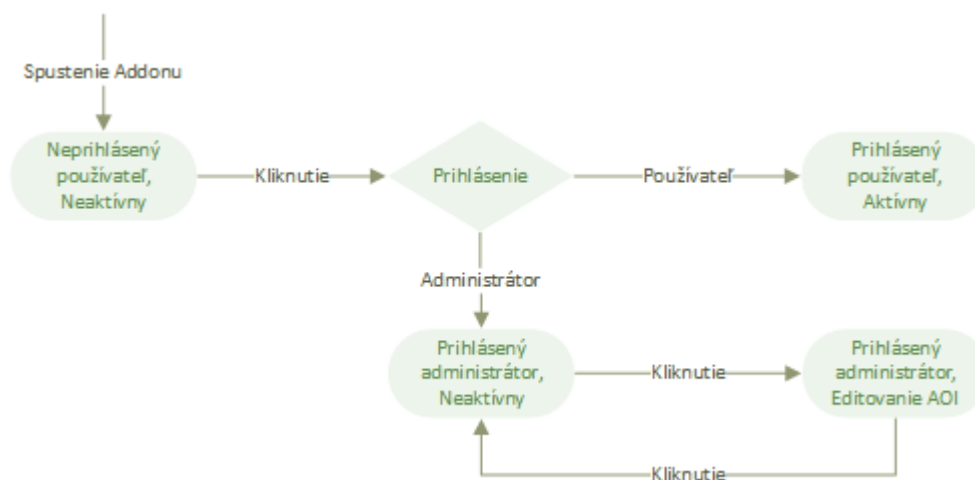 Spustenie Addonu
Neprihlásený
používateľ,
Neaktívny
Kliknutie
Prihlásenie
Používateľ
Prihlásený
používateľ,
Aktívny
Administrátor
Prihlásený
administrátor,
Neaktívny
Kliknutie
Prihlásený
administrátor,
Editovanie AOI
Kliknutie